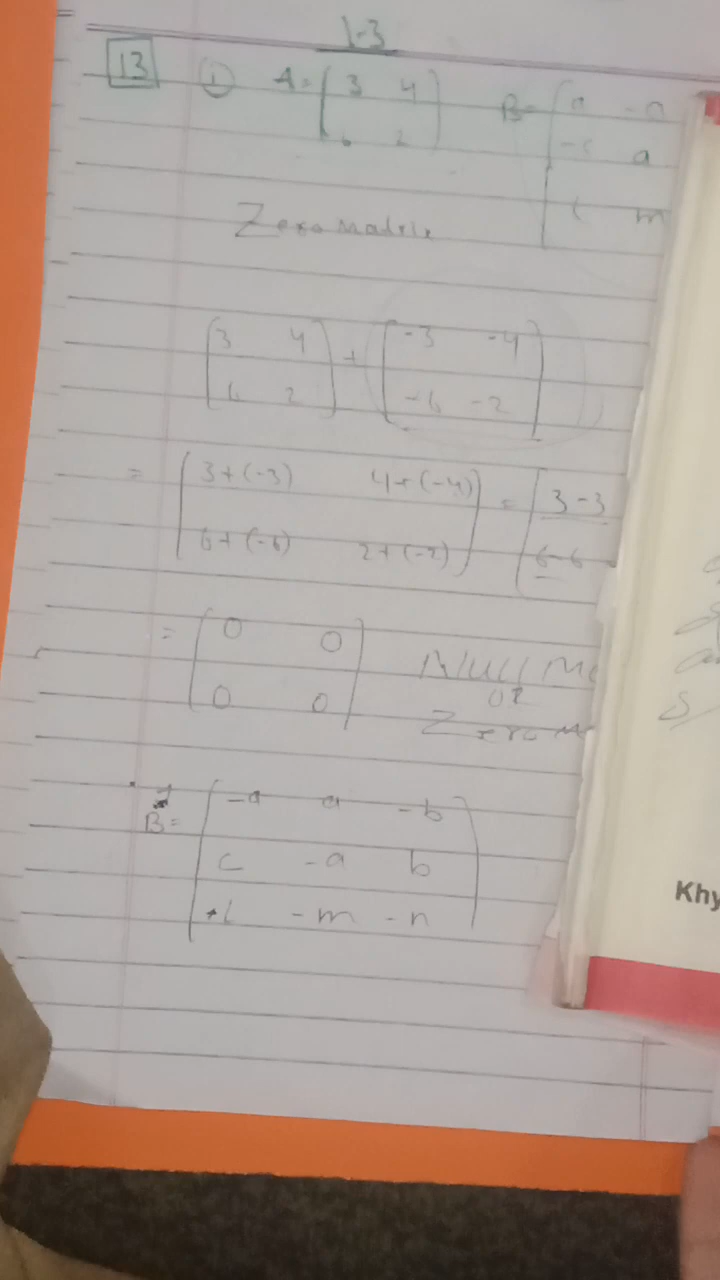 1.3
13 ① A = ( 3 4 B = ( a - a
6 2 ) -c a
l m
Zero matrix
( 3 4 ) + ( -3 -4 )
( 6 2 ) ( -6 -2 )
= ( 3+(-3) 4+(-4) ) = ( 3-3
( 6+(-6) 2+(-2) ) ( 6-6
= ( 0 0 ) Null M
or
( 0 0 ) Zero M
B = ( -a a -b )
c -a b
-l -m -n
Khy